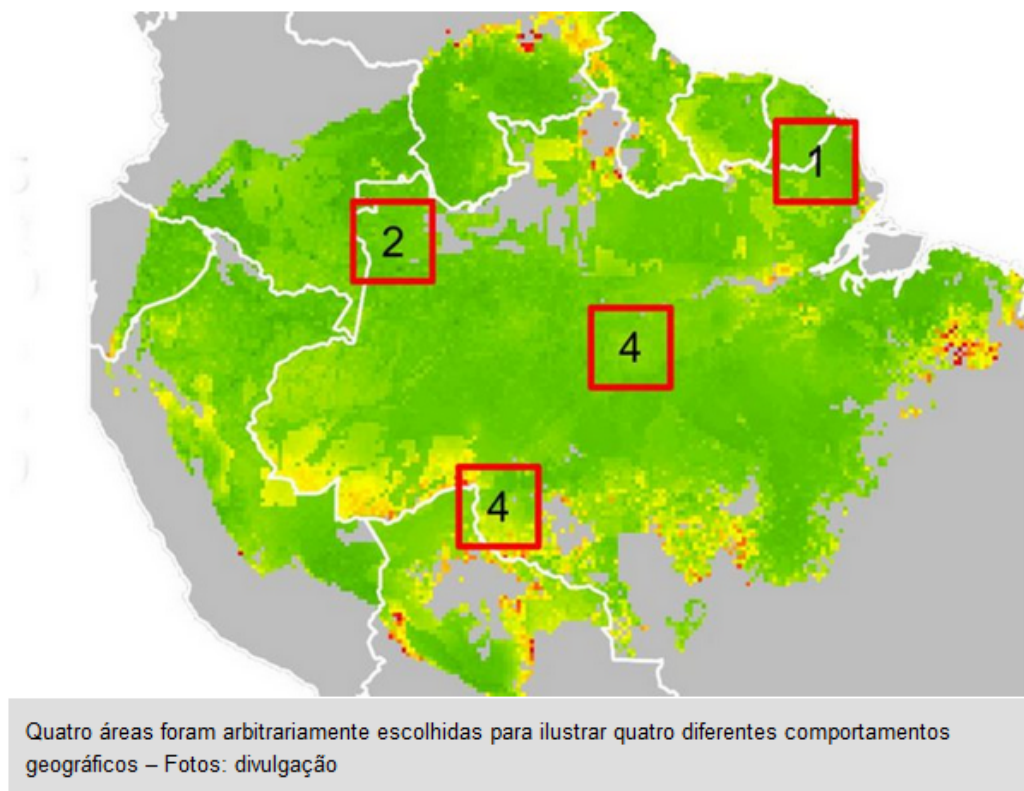 1
2
4
4
Quatro áreas foram arbitrariamente escolhidas para ilustrar quatro diferentes comportamentos
geográficos – Fotos: divulgação